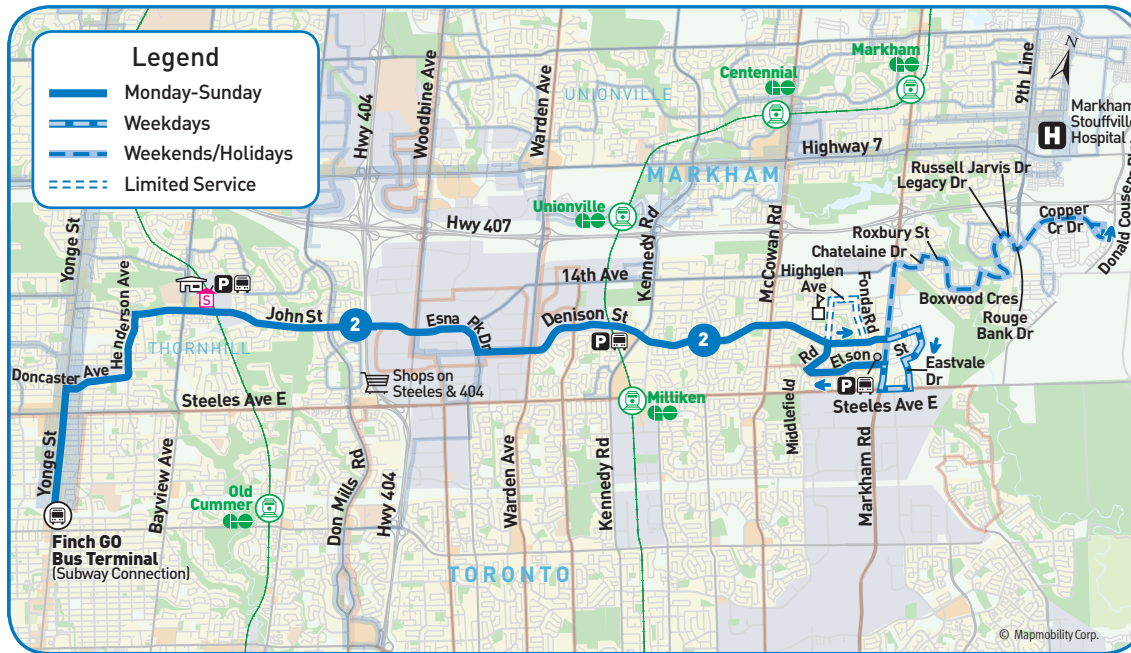 Legend
Monday-Sunday
Weekdays
Weekends/Holidays
Limited Service
Yonge St
Hwy 404
Woodbine Ave
Warden Ave
UNIONVILLE
Centennial
Markham
9th Line
N
H
Markham
Stouffville
Hospital
Highway 7
MARKHAM
Russell Jarvis Dr
Legacy Dr
Unionville
Kennedy Rd
McCowan Rd
Hwy 407
Roxbury St
Copper
Cr Dr
Chatelaine Dr
Donald Cousens
14th Ave
Highglen
Ave
Fonda Rd
Boxwood Cres
Rouge
Bank Dr
Henderson Ave
S
P
John St
2
Esna
Pk Dr
Denison St
P
2
THORNHILL
Doncaster Ave
Rd
Elson
St
Eastvale
Dr
P
Shops on
Steeles & 404
Steeles Ave E
Milliken
Steeles Ave E
Middlefield
Yonge St
Bayview Ave
Old
Cummer
Don Mills Rd
Hwy 404
Warden Ave
Kennedy Rd
Markham Rd
Finch GO
Bus Terminal
(Subway Connection)
TORONTO
© Mapmobility Corp.